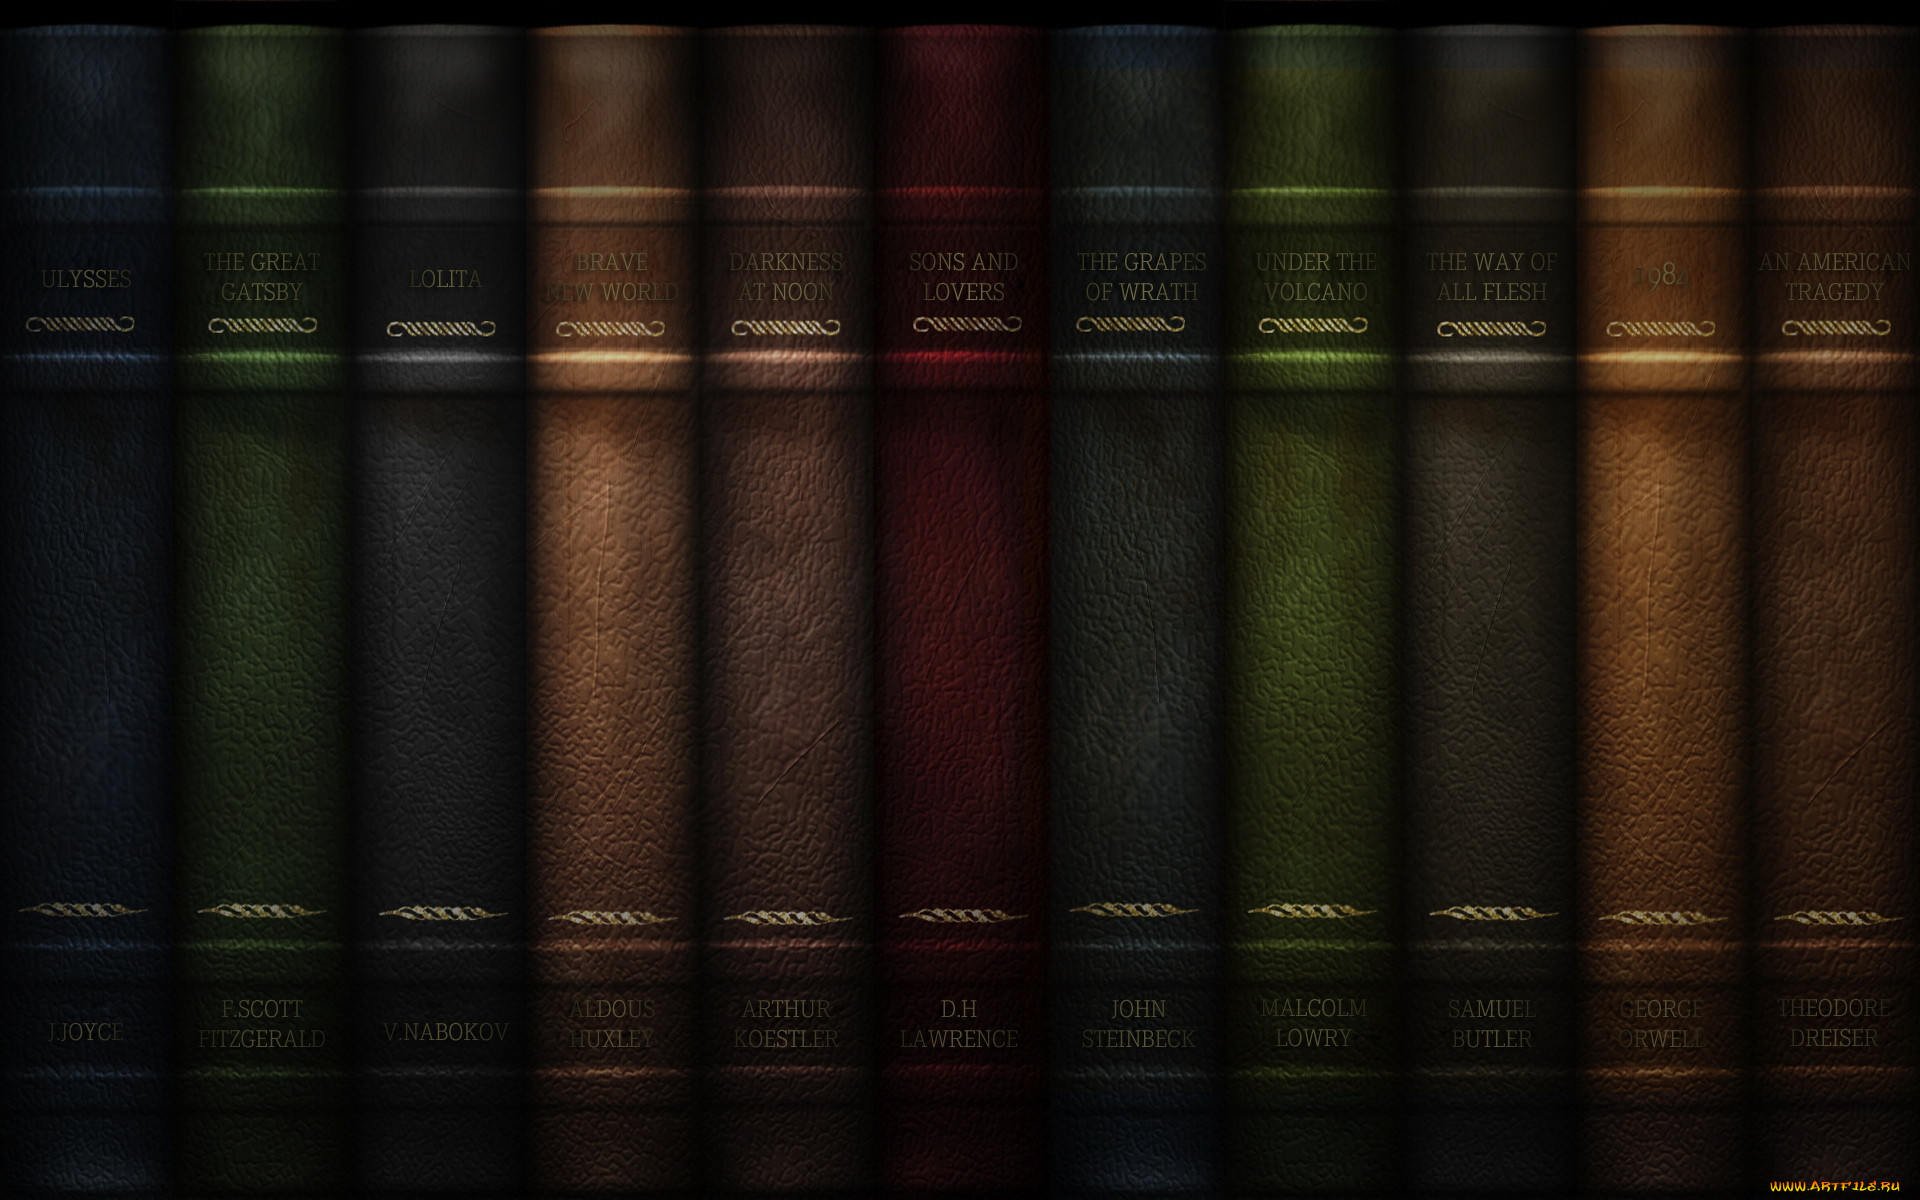 ULYSSES
J.JOYCE
THE GREAT
GATSBY
F.SCOTT
FITZGERALD
LOLITA
V.NABOKOV
BRAVE
NEW WORLD
ALDOUS
HUXLEY
DARKNESS
AT NOON
ARTHUR
KOESTLER
SONS AND
LOVERS
D.H
LAWRENCE
THE GRAPES
OF WRATH
JOHN
STEINBECK
UNDER THE
VOLCANO
MALCOLM
LOWRY
THE WAY OF
ALL FLESH
SAMUEL
BUTLER
1984
GEORGE
ORWELL
AN AMERICAN
TRAGEDY
THEODORE
DREISER
WWW.ARTFILE.RU